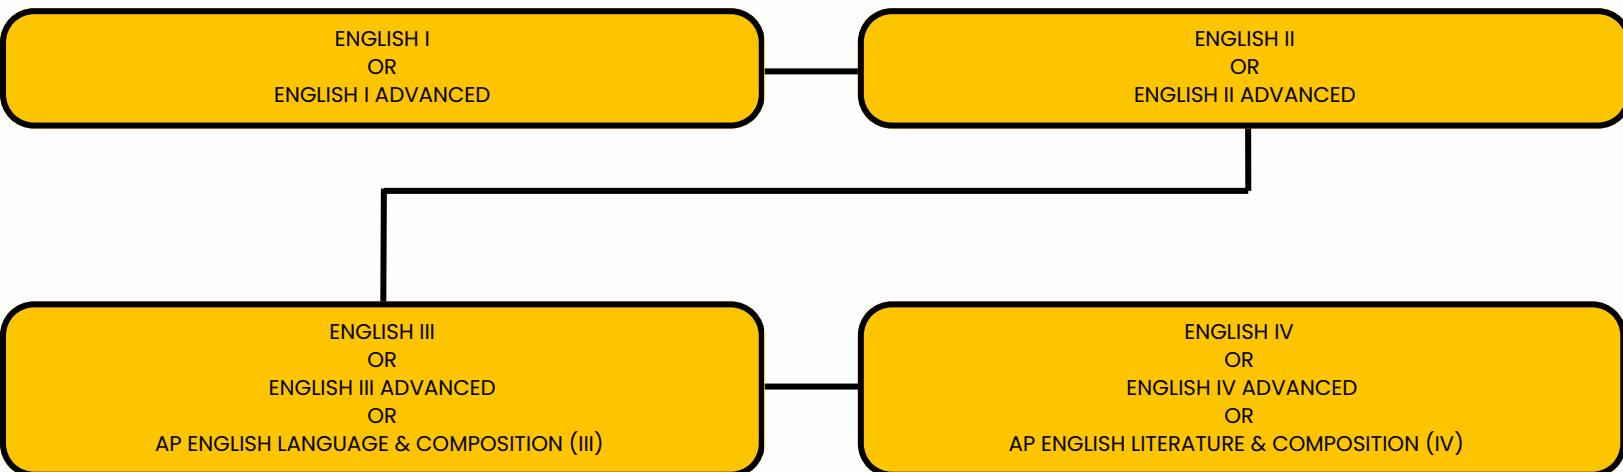 ENGLISH I
OR
ENGLISH I ADVANCED
ENGLISH II
OR
ENGLISH II ADVANCED
ENGLISH III
OR
ENGLISH III ADVANCED
OR
AP ENGLISH LANGUAGE & COMPOSITION (III)
ENGLISH IV
OR
ENGLISH IV ADVANCED
OR
AP ENGLISH LITERATURE & COMPOSITION (IV)